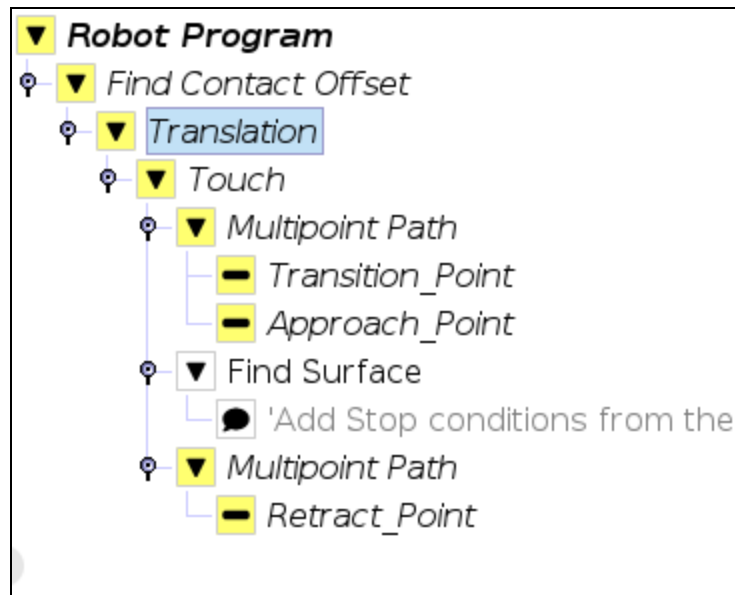 Robot Program
Find Contact Offset
Translation
Touch
Multipoint Path
Transition_Point
Approach_Point
Find Surface
'Add Stop conditions from the
Multipoint Path
Retract_Point